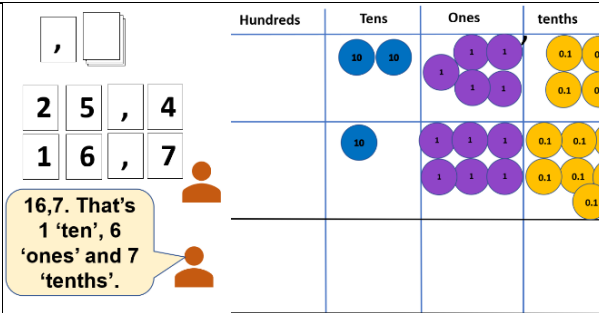 ,
2 5 , 4
1 6 , 7
16,7. That's
1 'ten', 6
'ones' and 7
'tenths'.
Hundreds Tens Ones tenths
10 10 1 1 1 1 1 , 0.1 0
0.1 0
10 1 1 1 0.1 0.1
1 1 1 0.1 0.1
0.1